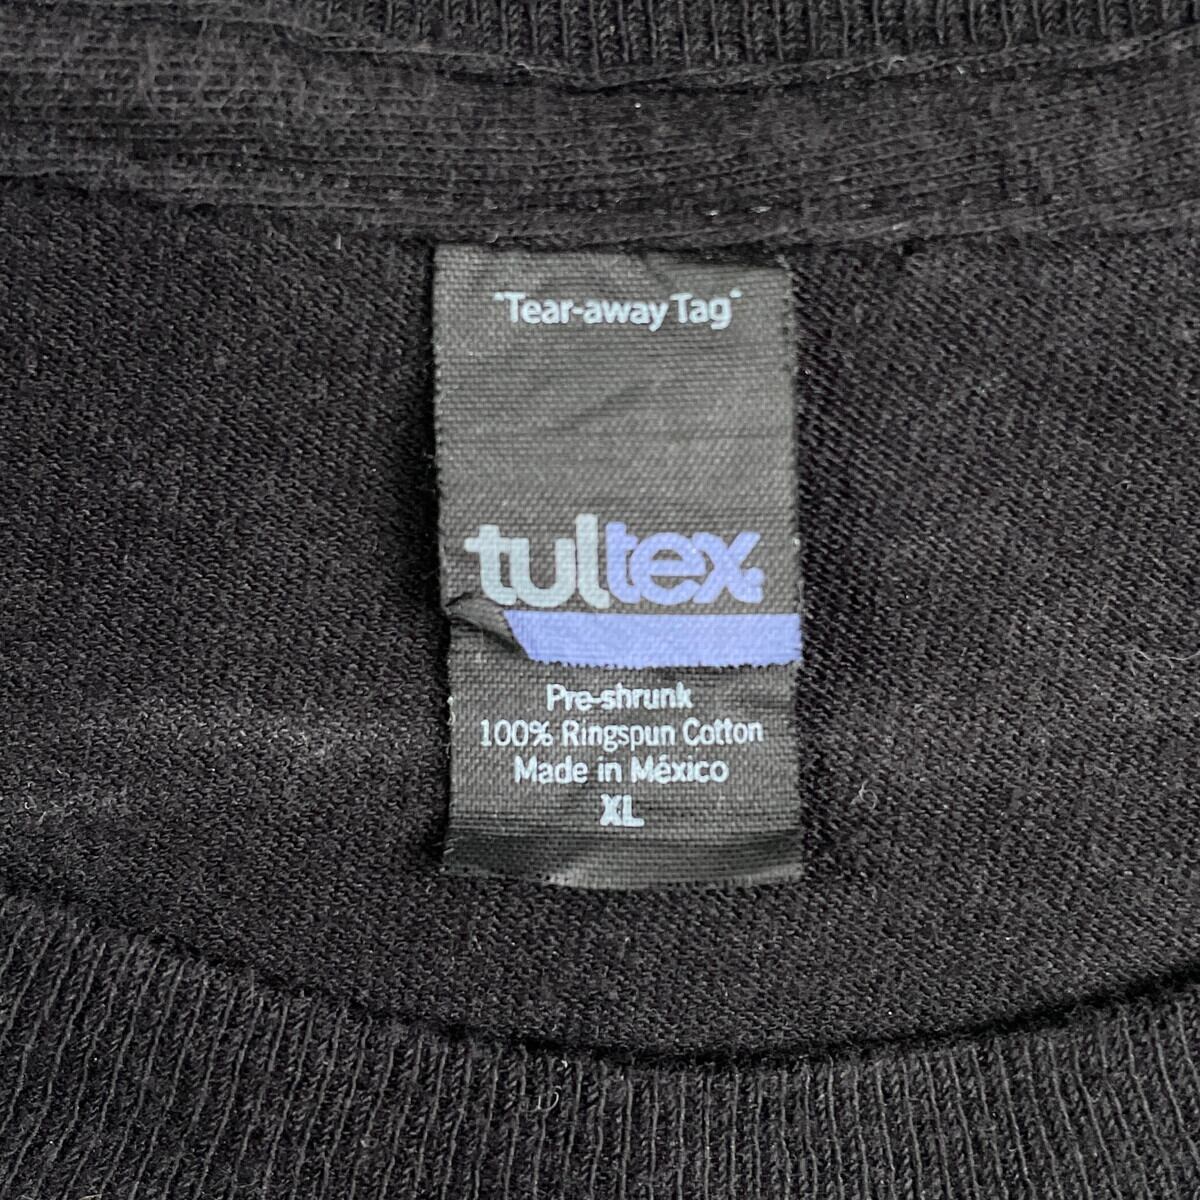 "Tear-away Tag"
tultex.
Pre-shrunk
100% Ringspun Cotton
Made in México
XL